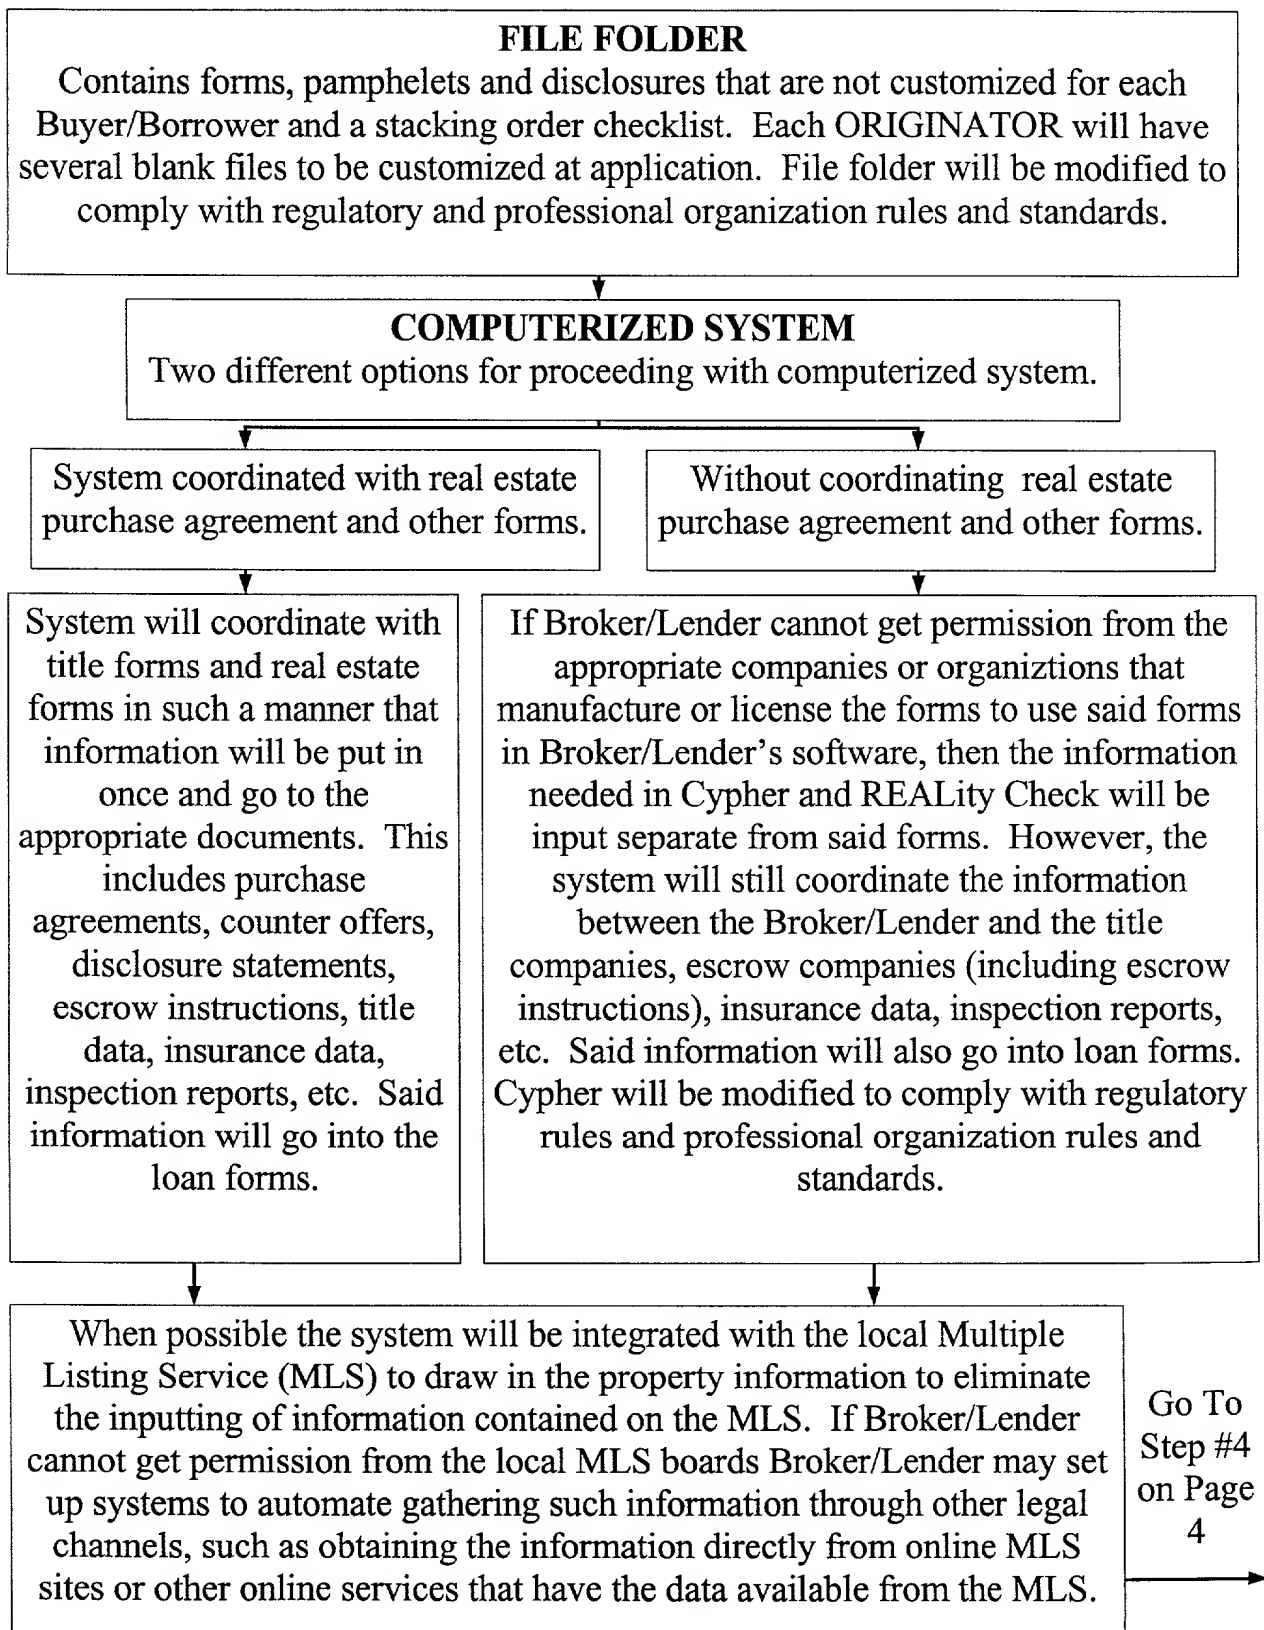 FILE FOLDER
Contains forms, pamphelets and disclosures that are not customized for each
Buyer/Borrower and a stacking order checklist. Each ORIGINATOR will have
several blank files to be customized at application. File folder will be modified to
comply with regulatory and professional organization rules and standards.
COMPUTERIZED SYSTEM
Two different options for proceeding with computerized system.
System coordinated with real estate
purchase agreement and other forms.
Without coordinating real estate
purchase agreement and other forms.
System will coordinate with
title forms and real estate
forms in such a manner that
information will be put in
once and go to the
appropriate documents. This
includes purchase
agreements, counter offers,
disclosure statements,
escrow instructions, title
data, insurance data,
inspection reports, etc. Said
information will go into the
loan forms.
If Broker/Lender cannot get permission from the
appropriate companies or organiztions that
manufacture or license the forms to use said forms
in Broker/Lender's software, then the information
needed in Cypher and REALity Check will be
input separate from said forms. However, the
system will still coordinate the information
between the Broker/Lender and the title
companies, escrow companies (including escrow
instructions), insurance data, inspection reports,
etc. Said information will also go into loan forms.
Cypher will be modified to comply with regulatory
rules and professional organization rules and
standards.
When possible the system will be integrated with the local Multiple
Listing Service (MLS) to draw in the property information to eliminate
the inputting of information contained on the MLS. If Broker/Lender
cannot get permission from the local MLS boards Broker/Lender may set
up systems to automate gathering such information through other legal
channels, such as obtaining the information directly from online MLS
sites or other online services that have the data available from the MLS.
Go To
Step #4
on Page
4